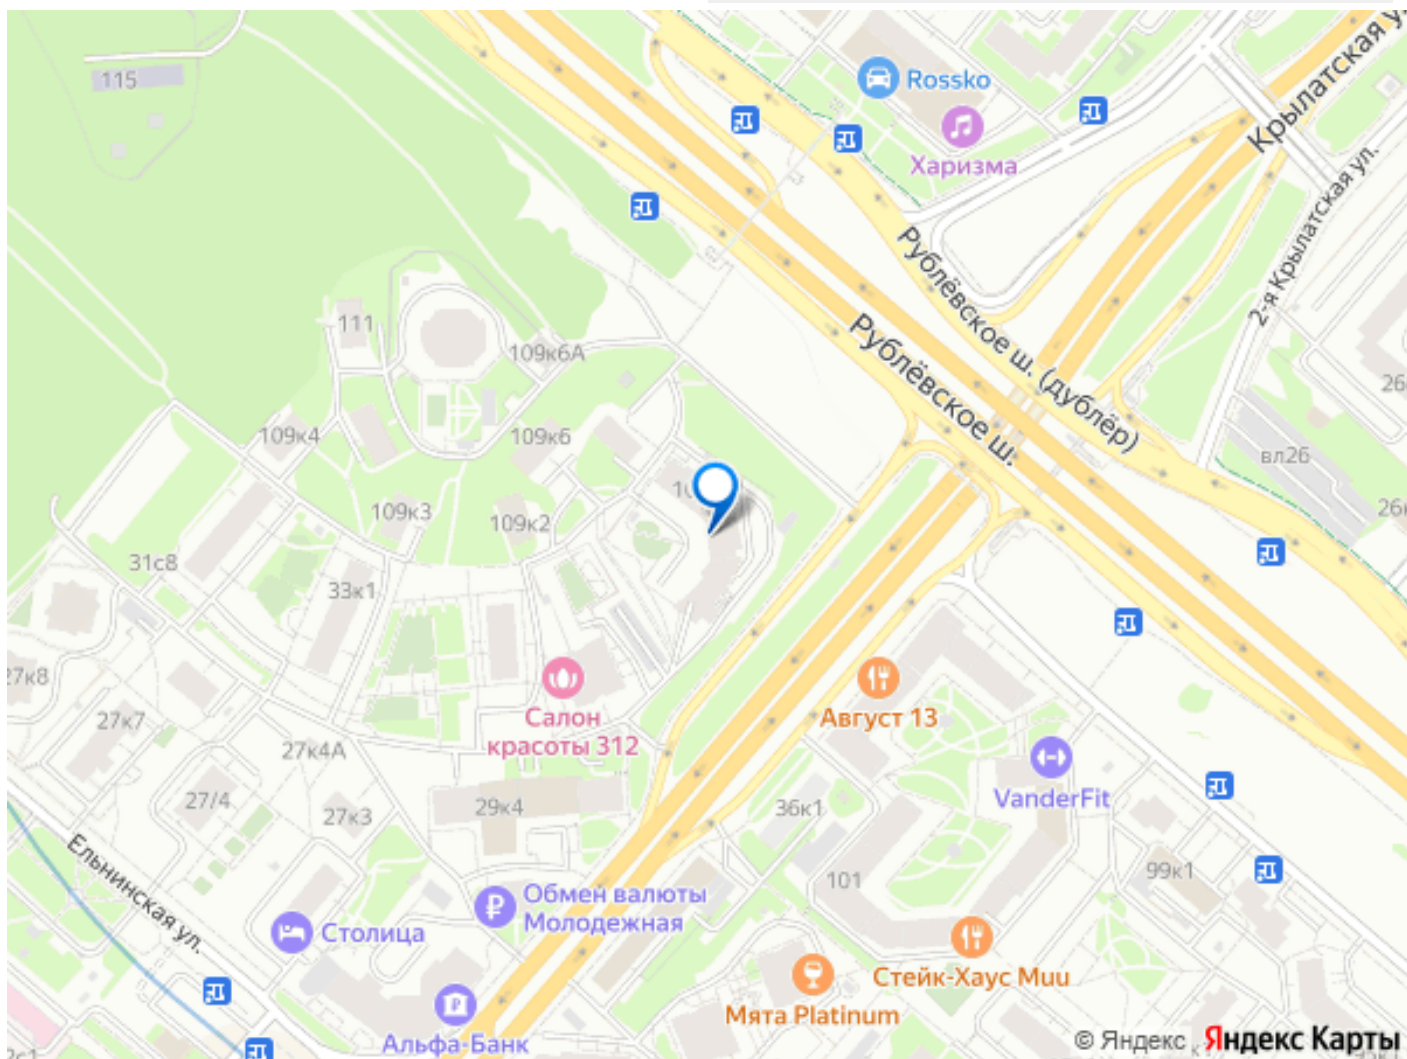 115
Rossko
Харизма
Крылатская у
2-я Крылатская ул.
Рублёвское ш. (дублёр)
Рублёвское ш.
111
109к6А
109к4
109к6
109к3
109к2
31с8
33к1
27к8
27к7
27к4А
27/4
27к3
29к4
вл26
26
26к
Салон
красоты 312
Август 13
VanderFit
36к1
101
99к1
Ельнинская ул.
Столица
Обмен валюты
Молодежная
Стейк-Хаус Muu
Мята Platinum
Альфа-Банк
© Яндекс Яндекс Карты